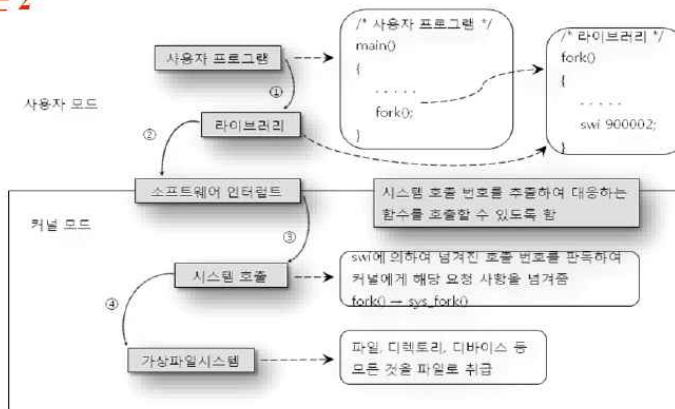 2
/* 사용자 프로그램 */
main()
{
.....
fork();
}
/* 라이브러리 */
fork()
{
.....
swi 900002;
}
사용자 프로그램
①
사용자 모드
라이브러리
②
소프트웨어 인터럽트
시스템 호출 번호를 추출하여 대응하는
함수를 호출할 수 있도록 함
커널 모드
③
swi에 의하여 넘겨진 호출 번호를 판독하여
커널에게 해당 요청 사항을 넘겨줌
fork() → sys_fork()
시스템 호출
④
가상파일시스템
파일, 디렉토리, 디바이스 등
모든 것을 파일로 취급